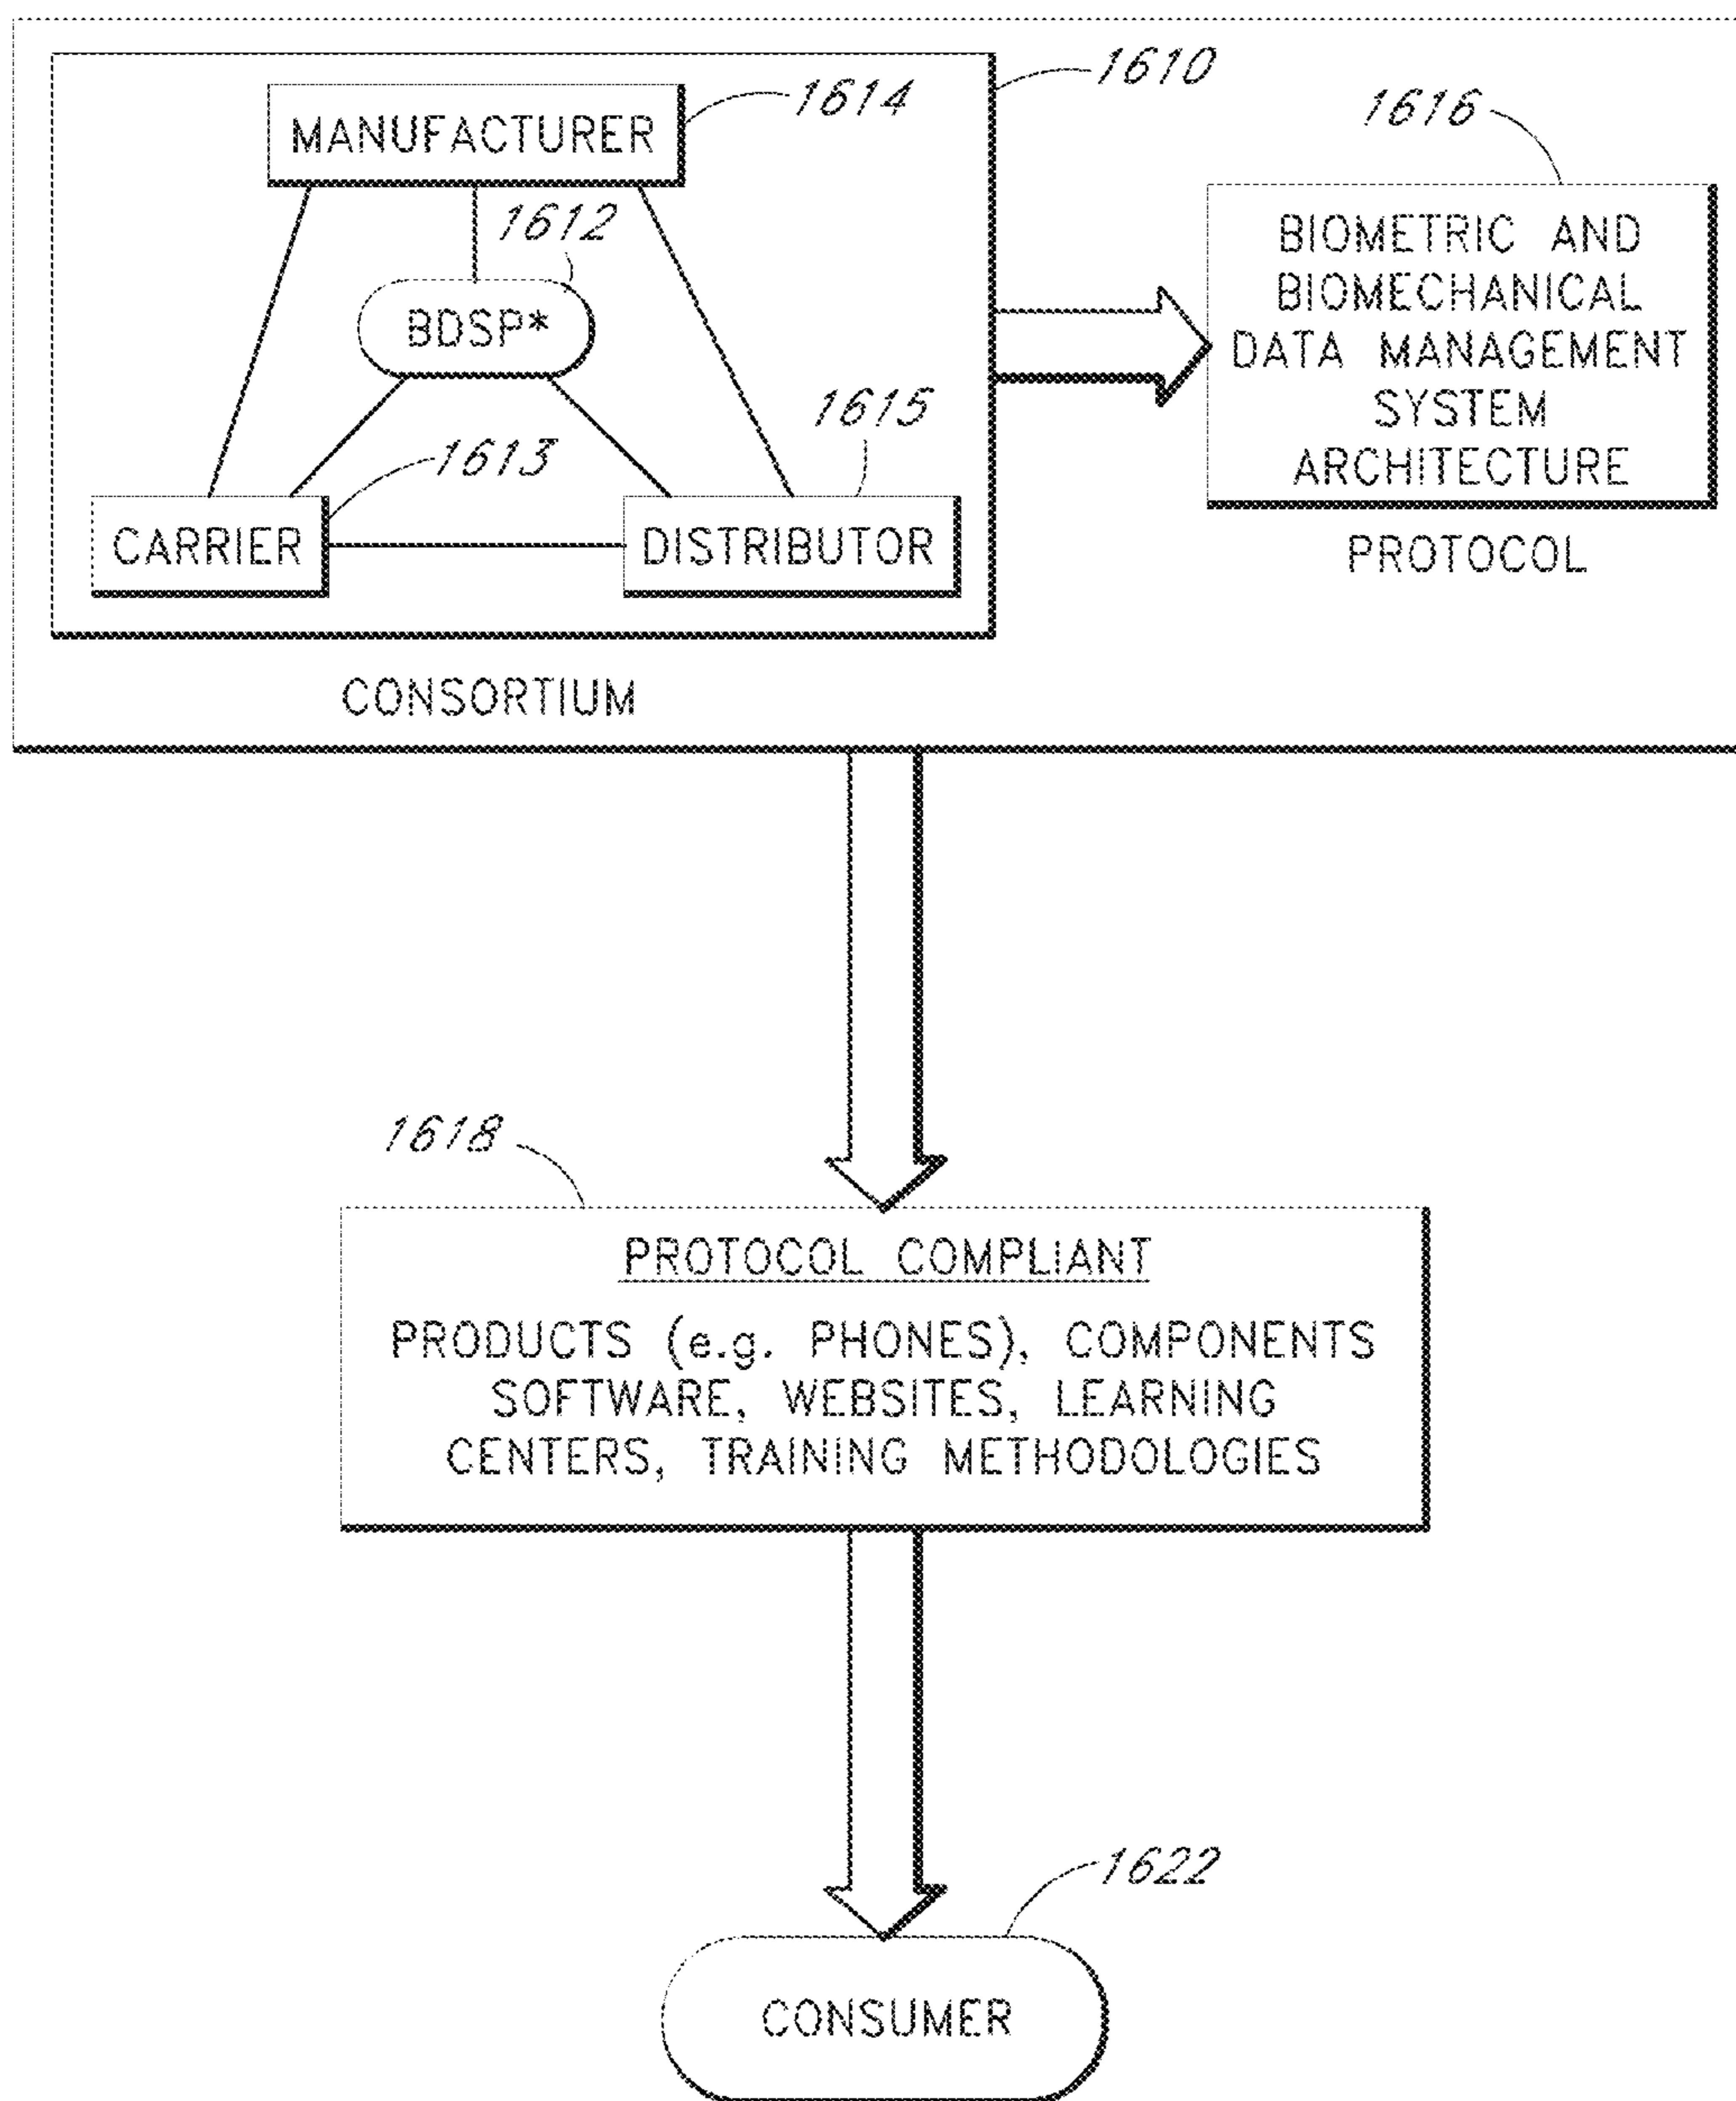 1610
1614
MANUFACTURER
1616
1612
BDSP*
BIOMETRIC AND
BIOMECHANICAL
DATA MANAGEMENT
SYSTEM
ARCHITECTURE
1615
1613
CARRIER
DISTRIBUTOR
PROTOCOL
CONSORTIUM
1618
PROTOCOL COMPLIANT
PRODUCTS (e.g. PHONES), COMPONENTS
SOFTWARE, WEBSITES, LEARNING
CENTERS, TRAINING METHODOLOGIES
1622
CONSUMER